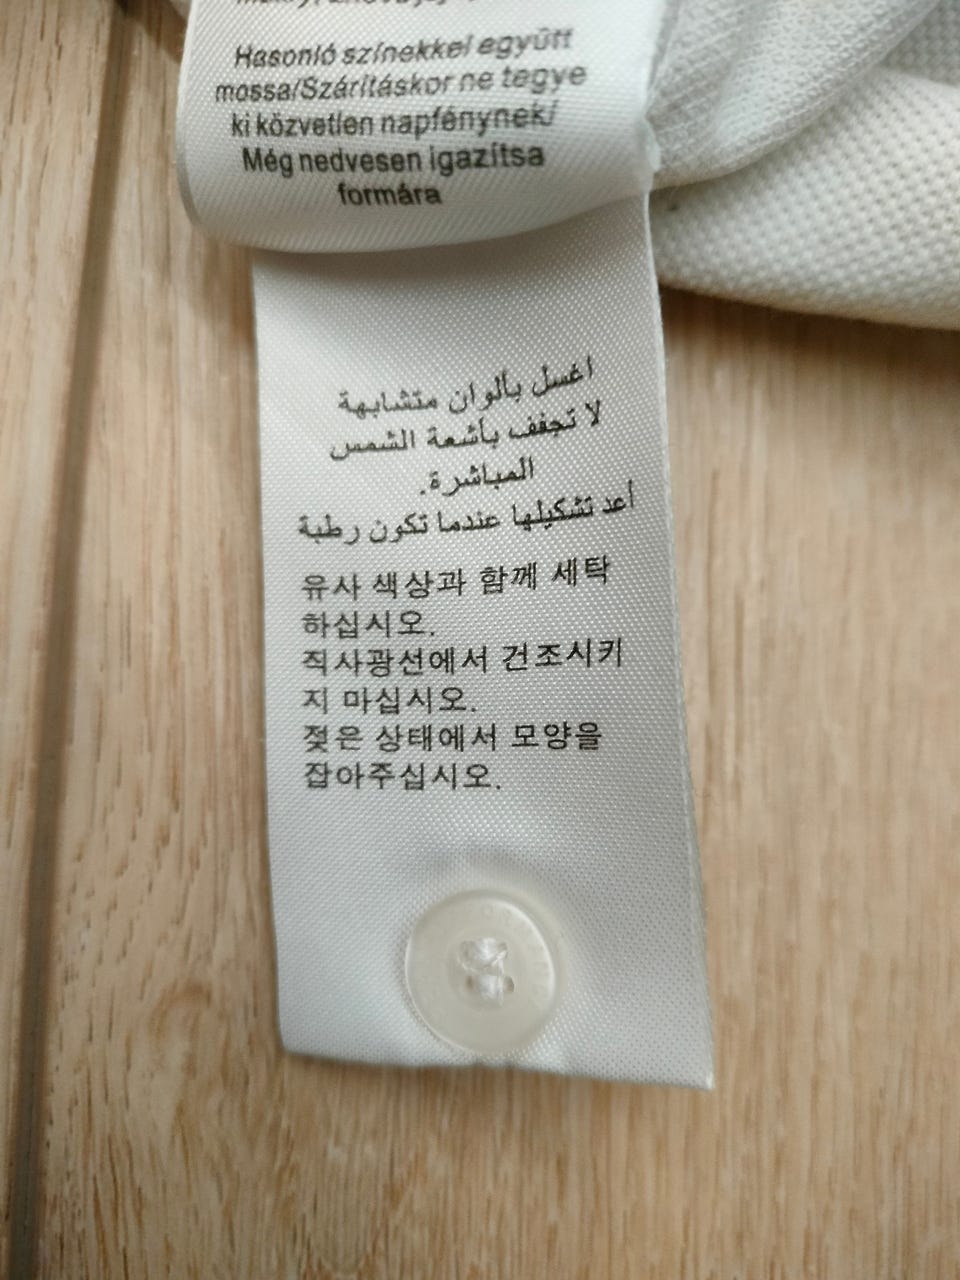 Hasonló színekkel együtt
mossa/Szárításkor ne tegye
ki közvetlen napfénynek/
Még nedvesen igazítsa
formára
اغسل بألوان متشابهة
لا تجفف بأشعة الشمس
المباشرة.
أعد تشكيلها عندما تكون رطبة
유사 색상과 함께 세탁
하십시오.
직사광선에서 건조시키
지 마십시오.
젖은 상태에서 모양을
잡아주십시오.